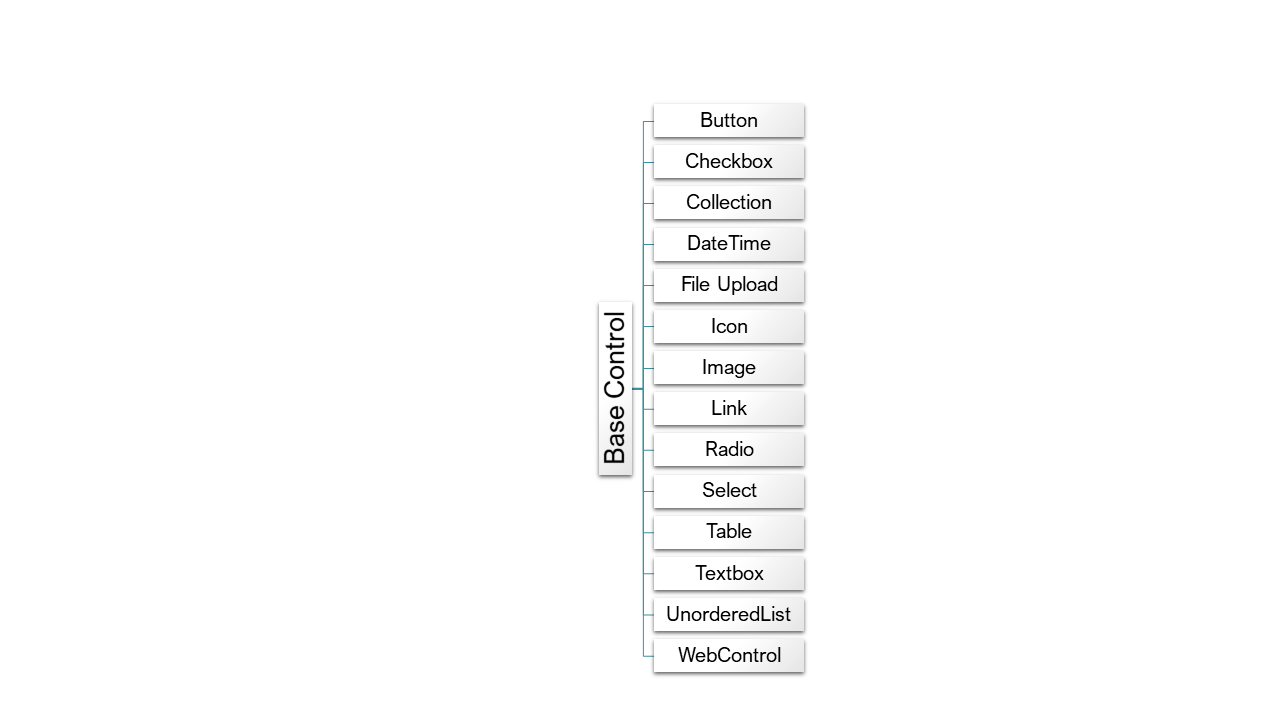 Base Control
Button
Checkbox
Collection
DateTime
File Upload
Icon
Image
Link
Radio
Select
Table
Textbox
UnorderedList
WebControl